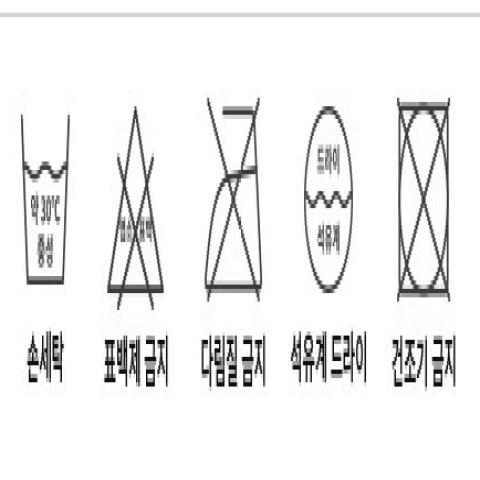 약 30°C
중성
염소표백
드라이
석유계
손세탁
표백제 금지
다림질 금지
석유계 드라이
건조기 금지